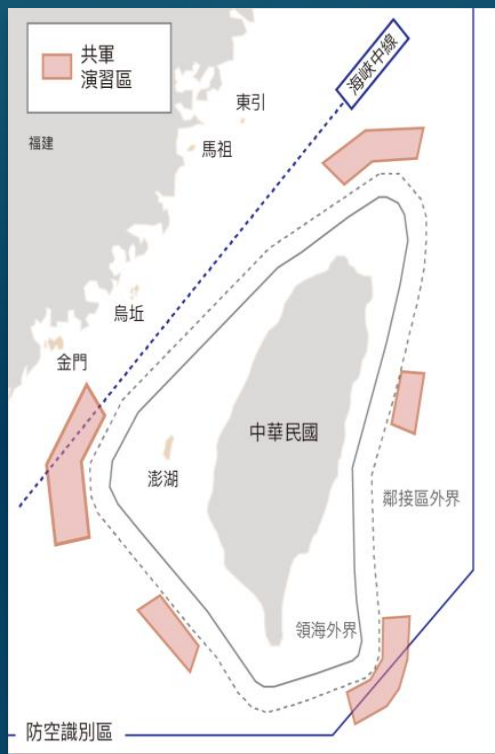 共軍
演習區
海峽中線
東引
福建
馬祖
烏坵
金門
中華民國
澎湖
鄰接區外界
領海外界
防空識別區